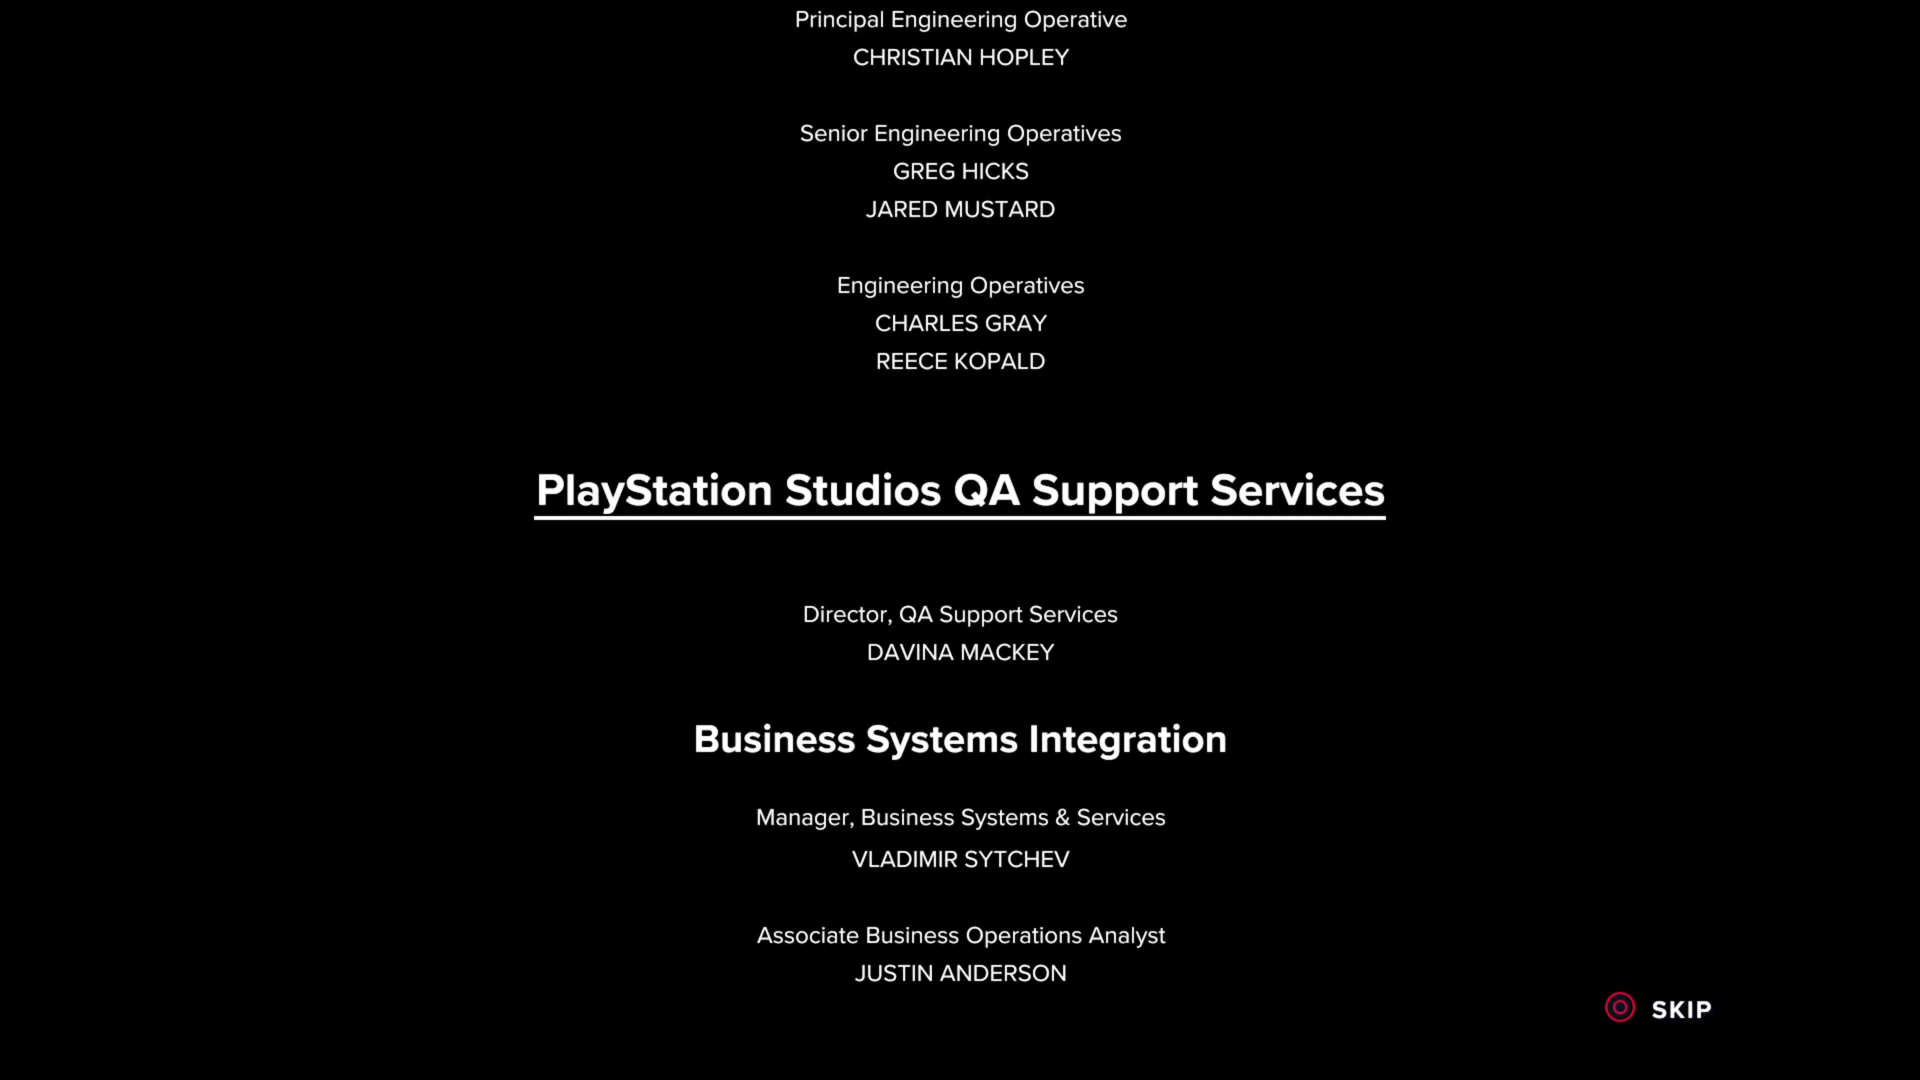 Principal Engineering Operative
CHRISTIAN HOPLEY
Senior Engineering Operatives
GREG HICKS
JARED MUSTARD
Engineering Operatives
CHARLES GRAY
REECE KOPALD
PlayStation Studios QA Support Services
Director, QA Support Services
DAVINA MACKEY
Business Systems Integration
Manager, Business Systems & Services
VLADIMIR SYTCHEV
Associate Business Operations Analyst
JUSTIN ANDERSON
SKIP